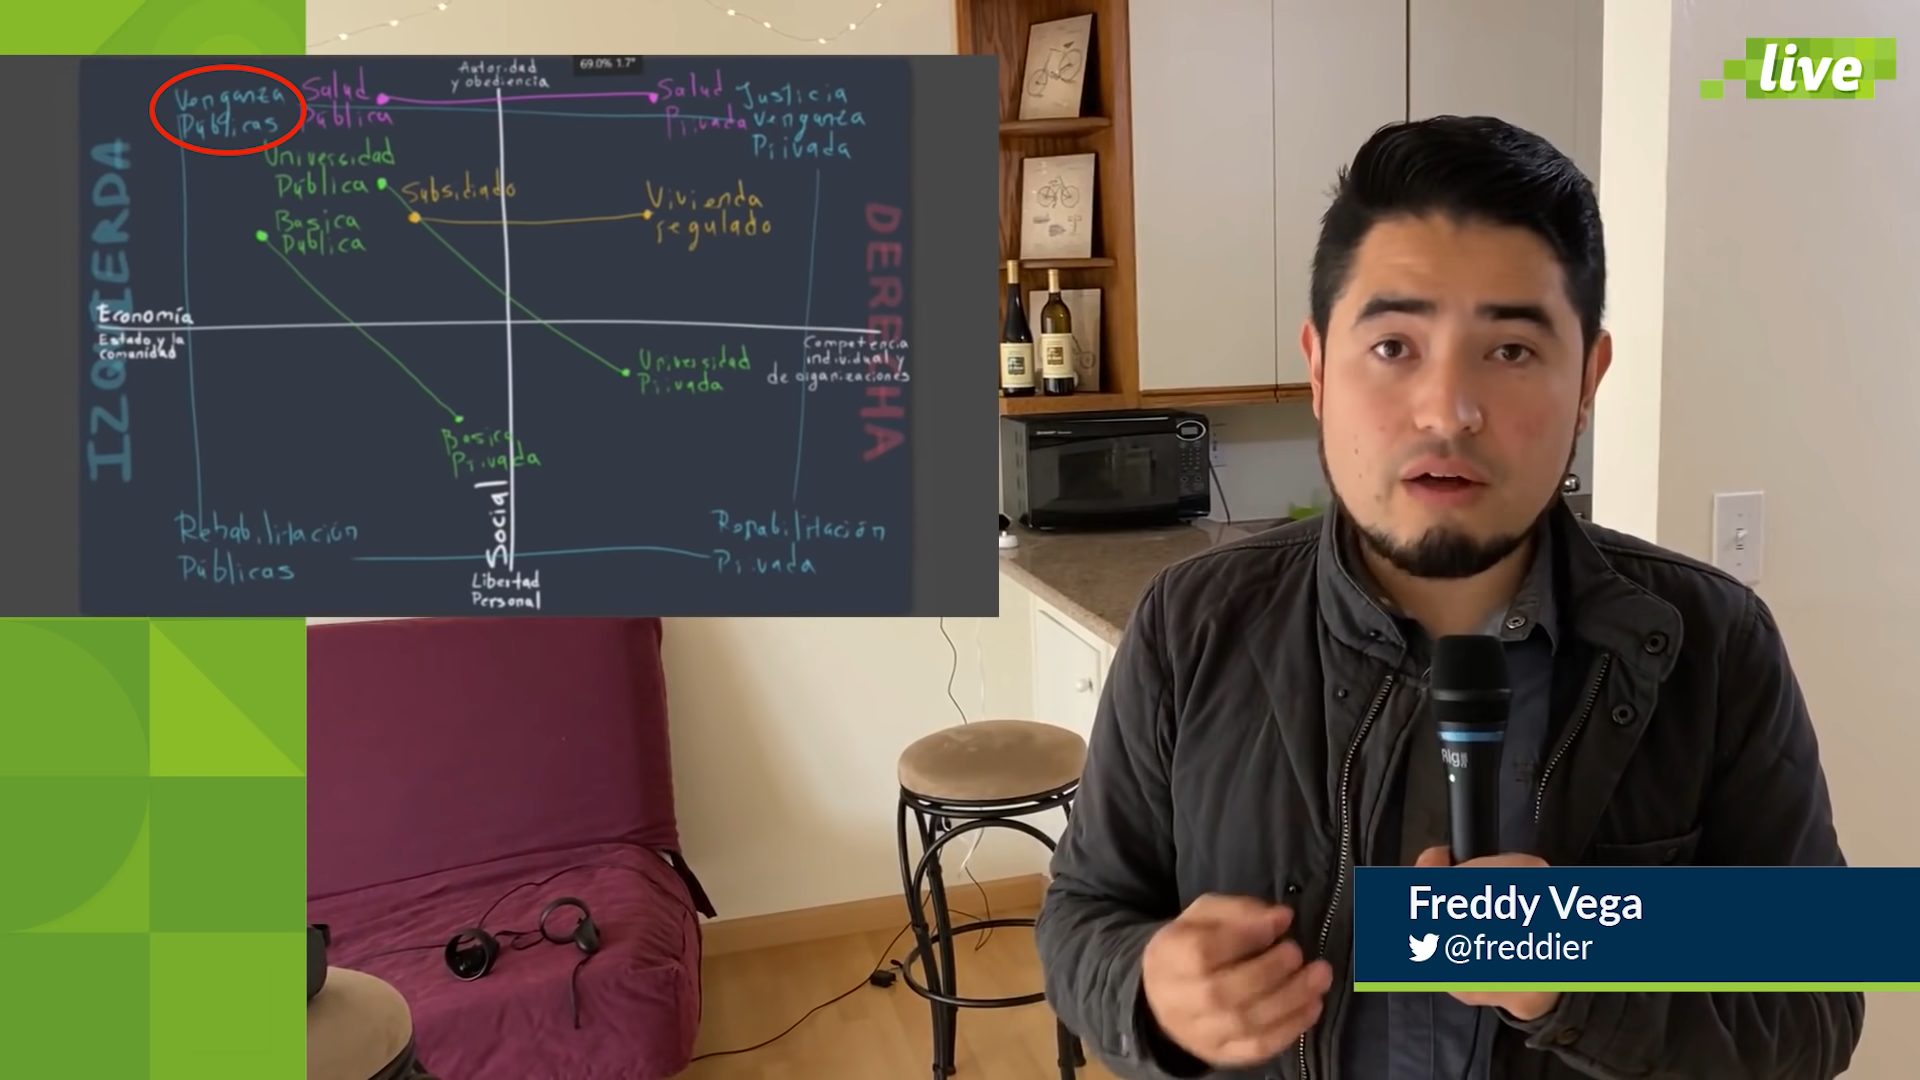 live
69.0% 1.7°
Autoridad
y obediencia
Venganza
Públicas
Salud
Pública
Salud
Privada
Justicia
Venganza
Privada
Universidad
Pública
Basica
Publica
Subsidiado
Vivienda
regulado
IZQUIERDA
DERECHA
Economía
Estado y la
comunidad
Competencia
individual y
de organizaciones
Universidad
Privada
Basica
Privada
Social
Rehabilitación
Públicas
Rehabilitación
Privada
Libertad
Personal
Rig
Freddy Vega
@freddier